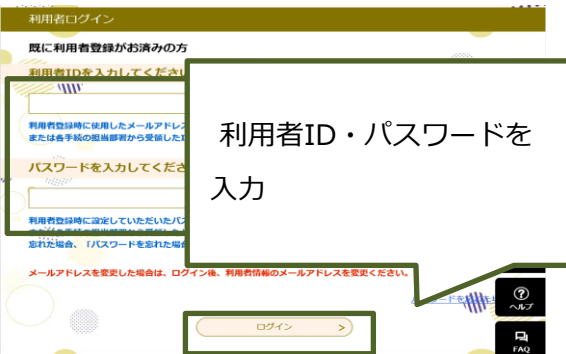 利用者ログイン
既に利用者登録がお済みの方
利用者IDを入力してください
利用者登録時に使用したメールアドレス
または各手続の担当部署から受領したI
パスワードを入力してくださ
利用者登録時に設定していただいたパス
忘れた場合、「パスワードを忘れた場合
メールアドレスを変更した場合は、ログイン後、利用者情報のメールアドレスを変更ください。
利用者ID・パスワードを
入力
ログイン >
?
ヘルプ
FAQ